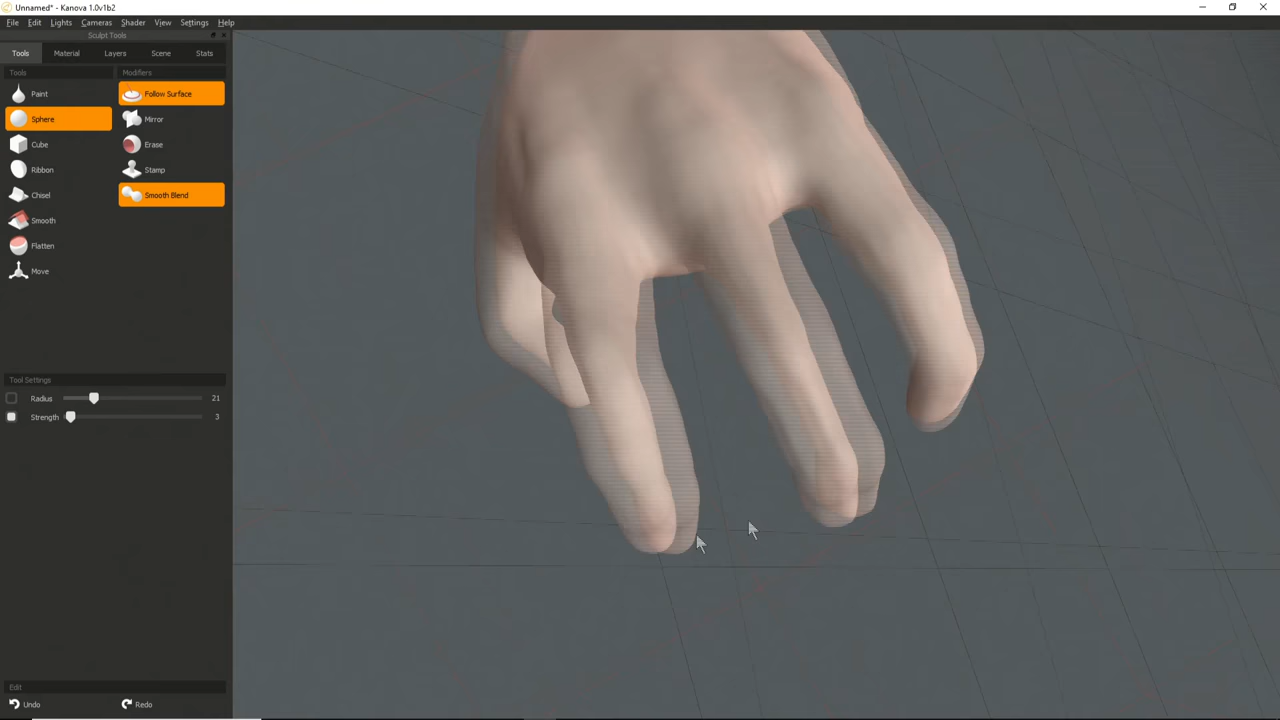 Unnamed* - Kanova 1.0v1b2
File Edit Lights Cameras Shader View Settings Help
Sculpt Tools
Tools Material Layers Scene Stats
Tools Modifiers
Paint Follow Surface
Sphere Mirror
Cube Erase
Ribbon Stamp
Chisel Smooth Blend
Smooth
Flatten
Move
Tool Settings
Radius 21
Strength 3
Edit
Undo Redo